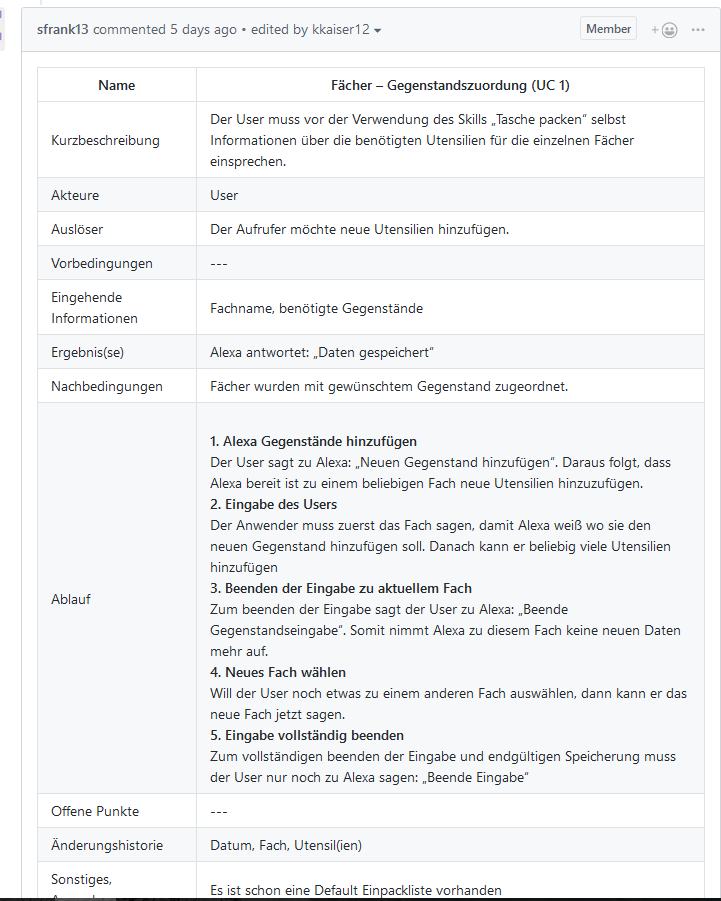 sfrank13 commented 5 days ago • edited by kkaiser12
Member
Name
Fächer – Gegenstandszuordung (UC 1)
Kurzbeschreibung
Der User muss vor der Verwendung des Skills „Tasche packen“ selbst
Informationen über die benötigten Utensilien für die einzelnen Fächer
einsprechen.
Akteure
User
Auslöser
Der Aufrufer möchte neue Utensilien hinzufügen.
Vorbedingungen
---
Eingehende
Informationen
Fachname, benötigte Gegenstände
Ergebnis(se)
Alexa antwortet: „Daten gespeichert“
Nachbedingungen
Fächer wurden mit gewünschtem Gegenstand zugeordnet.
Ablauf
1. Alexa Gegenstände hinzufügen
Der User sagt zu Alexa: „Neuen Gegenstand hinzufügen“. Daraus folgt, dass
Alexa bereit ist zu einem beliebigen Fach neue Utensilien hinzuzufügen.
2. Eingabe des Users
Der Anwender muss zuerst das Fach sagen, damit Alexa weiß wo sie den
neuen Gegenstand hinzufügen soll. Danach kann er beliebig viele Utensilien
hinzufügen
3. Beenden der Eingabe zu aktuellem Fach
Zum beenden der Eingabe sagt der User zu Alexa: „Beende
Gegenstandseingabe“. Somit nimmt Alexa zu diesem Fach keine neuen Daten
mehr auf.
4. Neues Fach wählen
Will der User noch etwas zu einem anderen Fach auswählen, dann kann er das
neue Fach jetzt sagen.
5. Eingabe vollständig beenden
Zum vollständigen beenden der Eingabe und endgültigen Speicherung muss
der User nur noch zu Alexa sagen: „Beende Eingabe“
Offene Punkte
---
Änderungshistorie
Datum, Fach, Utensil(ien)
Sonstiges,
Es ist schon eine Default Einpackliste vorhanden